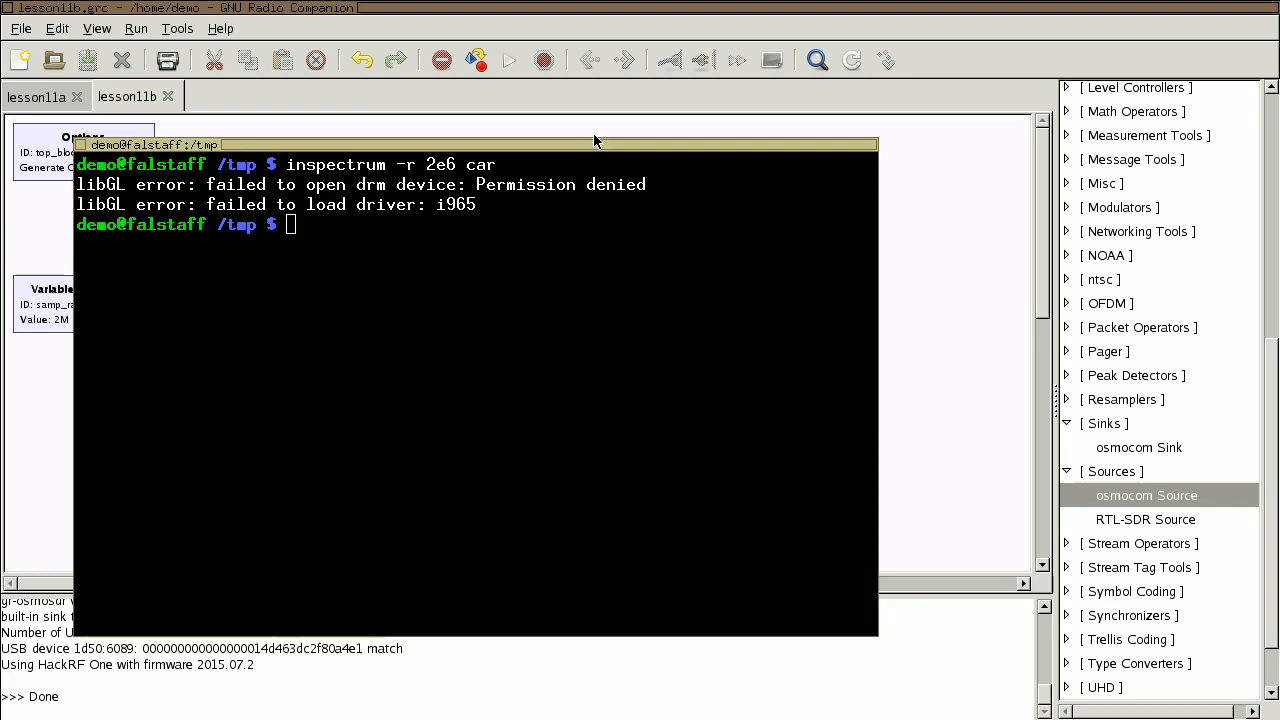 lesson11b.grc - /home/demo - GNU Radio Companion
File Edit View Run Tools Help
lesson11a
lesson11b
ID: top_blo
Generate C
demo@falstaff:/tmp
demo@falstaff /tmp $ inspectrum -r 2e6 car
libGL error: failed to open drm device: Permission denied
libGL error: failed to load driver: i965
demo@falstaff /tmp $
Variable
ID: samp_ra
Value: 2M
built-in sink t
Number of U
USB device 1d50:6089: 00000000000000014d463dc2f80a4e1 match
Using HackRF One with firmware 2015.07.2
>>> Done
[ Level Controllers ]
[ Math Operators ]
[ Measurement Tools ]
[ Message Tools ]
[ Misc ]
[ Modulators ]
[ Networking Tools ]
[ NOAA ]
[ ntsc ]
[ OFDM ]
[ Packet Operators ]
[ Pager ]
[ Peak Detectors ]
[ Resamplers ]
[ Sinks ]
osmocom Sink
[ Sources ]
osmocom Source
RTL-SDR Source
[ Stream Operators ]
[ Stream Tag Tools ]
[ Symbol Coding ]
[ Synchronizers ]
[ Trellis Coding ]
[ Type Converters ]
[ UHD ]